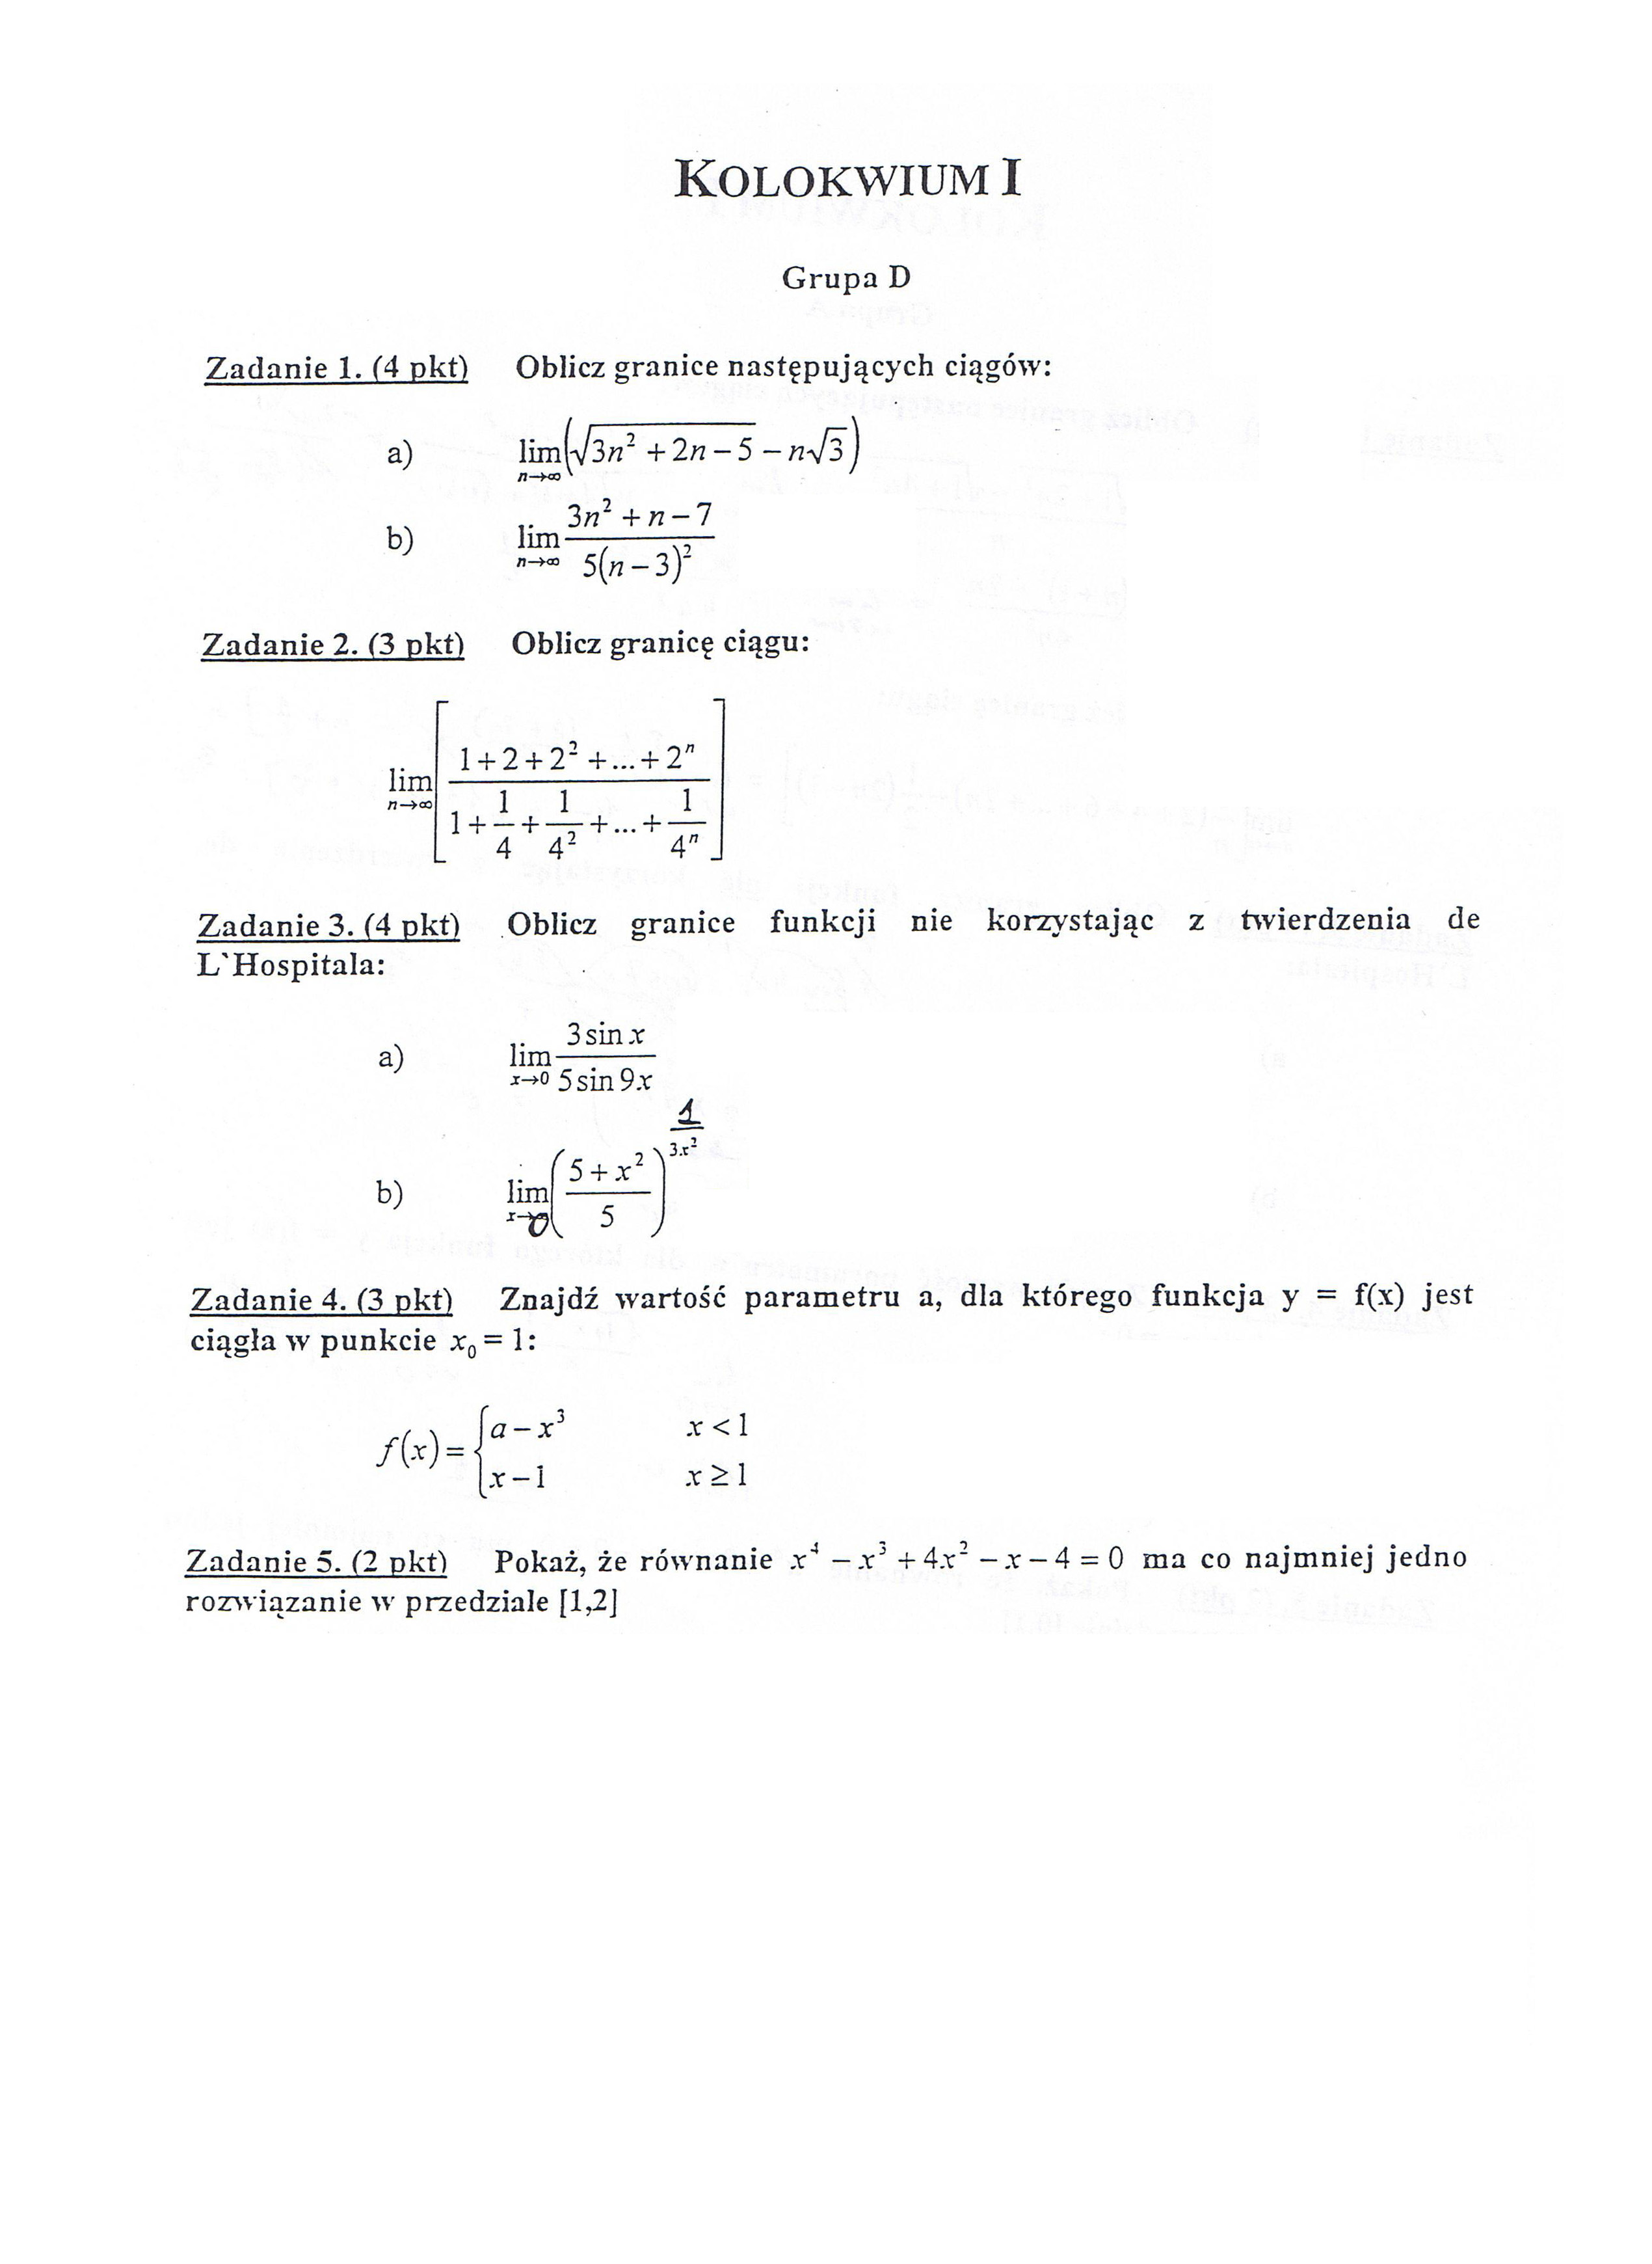 KOLOKWIUM I
Grupa D
Zadanie 1. (4 pkt) Oblicz granice następujących ciągów:
a) $\lim_{n\to\infty}\left(\sqrt{3n^2+2n-5}-n\sqrt{3}\right)$
b) $\lim_{n\to\infty}\frac{3n^2+n-7}{5(n-3)^2}$
Zadanie 2. (3 pkt) Oblicz granicę ciągu:
$\lim_{n\to\infty}\left[\frac{1+2+2^2+...+2^n}{1+\frac{1}{4}+\frac{1}{4^2}+...+\frac{1}{4^n}}\right]$
Zadanie 3. (4 pkt) Oblicz granice funkcji nie korzystając z twierdzenia de
L`Hospitala:
a) $\lim_{x\to 0}\frac{3\sin x}{5\sin 9x}$
b) $\lim_{x\to 0}\left(\frac{5+x^2}{5}\right)^{\frac{1}{3x^2}}$
Zadanie 4. (3 pkt) Znajdź wartość parametru a, dla którego funkcja y = f(x) jest
ciągła w punkcie $x_0 = 1$:
$f(x)=\begin{cases}a-x^3 & x<1\\ x-1 & x\geq 1\end{cases}$
Zadanie 5. (2 pkt) Pokaż, że równanie $x^4-x^3+4x^2-x-4=0$ ma co najmniej jedno
rozwiązanie w przedziale [1,2]